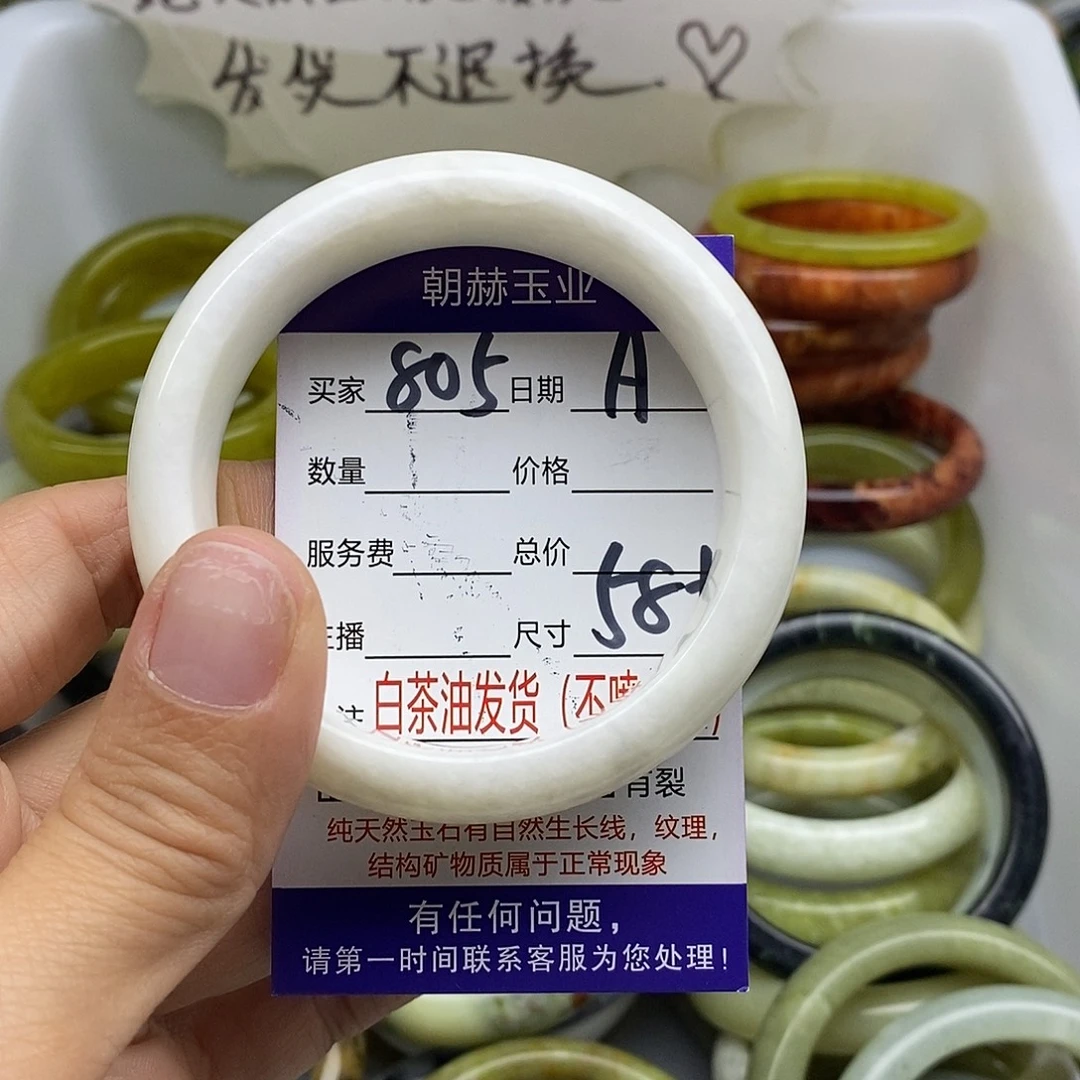 发货不退换
朝赫玉业
买家 805 日期 A
数量 价格
服务费 总价
播 尺寸 58
白茶油发货（不喷
有裂
纯天然玉石有自然生长线，纹理，
结构矿物质属于正常现象
有任何问题，
请第一时间联系客服为您处理！